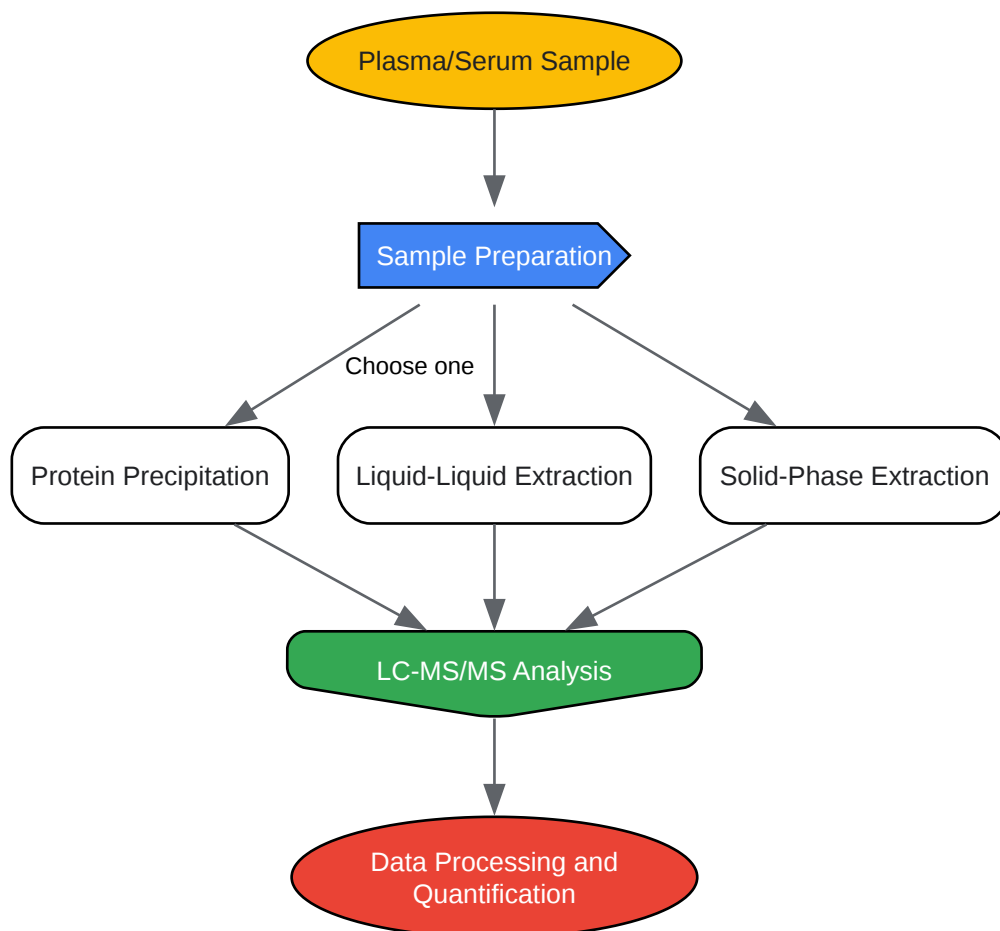 Plasma/Serum Sample
Sample Preparation
Choose one
Protein Precipitation
Liquid-Liquid Extraction
Solid-Phase Extraction
LC-MS/MS Analysis
Data Processing and
Quantification